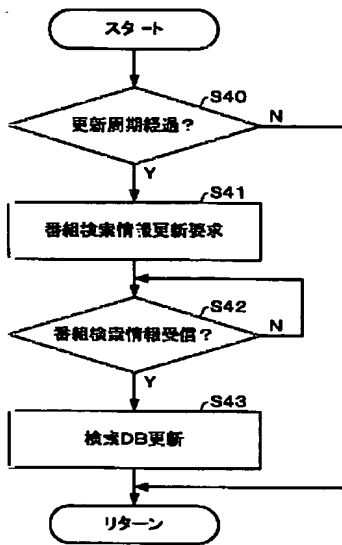 スタート
S40
更新周期経過？
N
Y
S41
番組検索情報更新要求
S42
番組検索情報受信？
N
Y
S43
検索DB更新
リターン